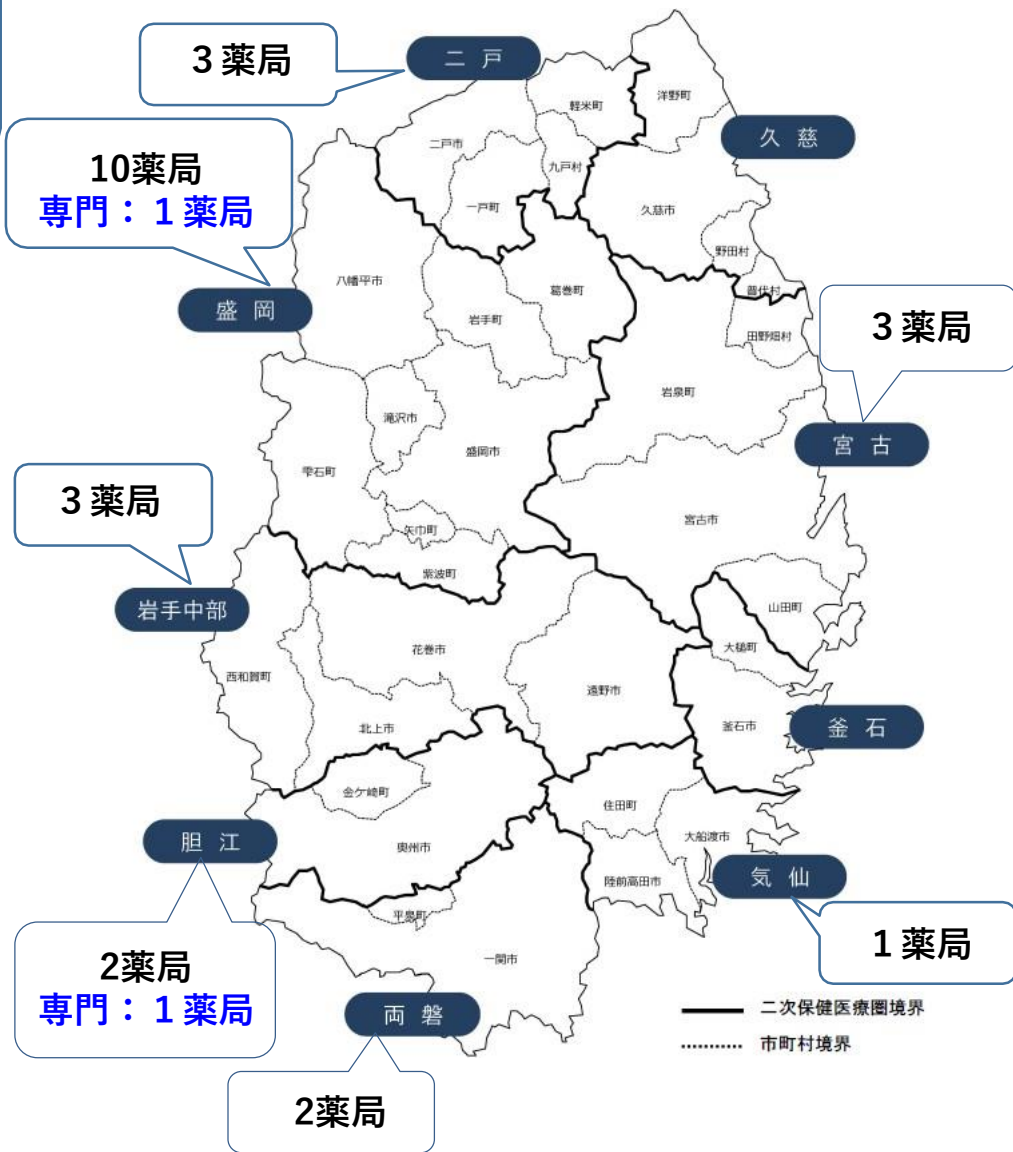 3薬局
二戸
洋野町
軽米町
久慈
二戸市
九戸村
10薬局
専門：1薬局
一戸町
久慈市
野田村
八幡平市
葛巻町
普代村
盛岡
岩手町
田野畑村
3薬局
岩泉町
滝沢市
盛岡市
宮古
雫石町
3薬局
宮古市
矢巾町
紫波町
岩手中部
山田町
花巻市
大槌町
西和賀町
遠野市
北上市
釜石市
釜石
金ケ崎町
住田町
胆江
奥州市
大船渡市
陸前高田市
気仙
平泉町
1薬局
2薬局
専門：1薬局
一関市
両磐
二次保健医療圏境界
市町村境界
2薬局